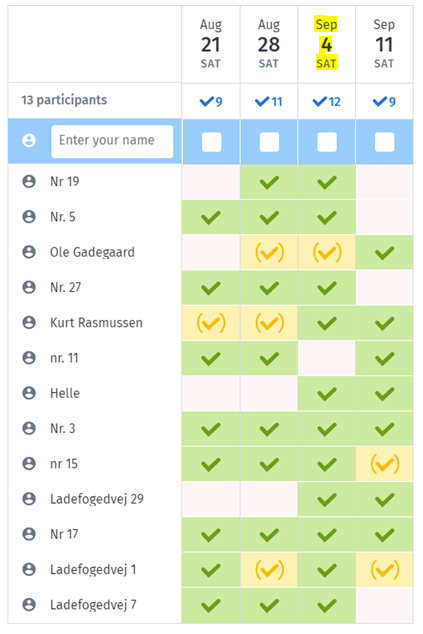 Aug Aug Sep Sep
21 28 4 11
SAT SAT SAT SAT
13 participants 9 11 12 9
Enter your name
Nr 19
Nr. 5
Ole Gadegaard
Nr. 27
Kurt Rasmussen
nr. 11
Helle
Nr. 3
nr 15
Ladefogedvej 29
Nr 17
Ladefogedvej 1
Ladefogedvej 7